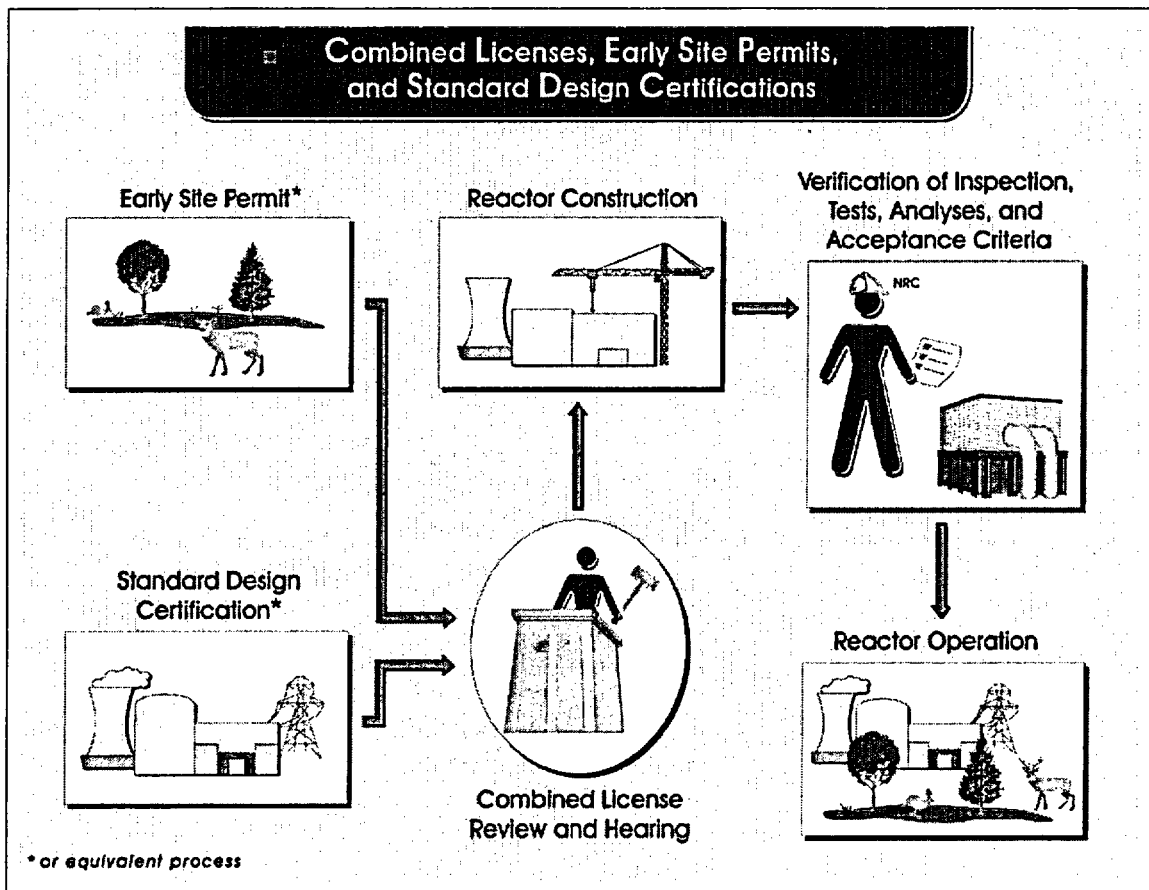 Combined Licenses, Early Site Permits,
and Standard Design Certifications
Early Site Permit*
Reactor Construction
Verification of Inspection,
Tests, Analyses, and
Acceptance Criteria
NRC
Standard Design
Certification*
Combined License
Review and Hearing
Reactor Operation
* or equivalent process